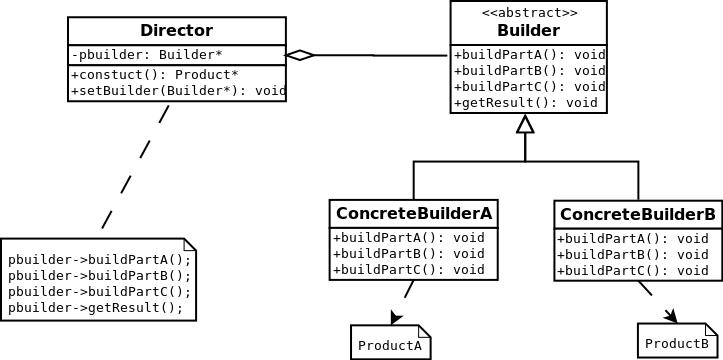 Director
-pbuilder: Builder*
+constuct(): Product*
+setBuilder(Builder*): void
<<abstract>>
Builder
+buildPartA(): void
+buildPartB(): void
+buildPartC(): void
+getResult(): void
ConcreteBuilderA
+buildPartA(): void
+buildPartB(): void
+buildPartC(): void
ConcreteBuilderB
+buildPartA(): void
+buildPartB(): void
+buildPartC(): void
pbuilder->buildPartA();
pbuilder->buildPartB();
pbuilder->buildPartC();
pbuilder->getResult();
ProductA
ProductB